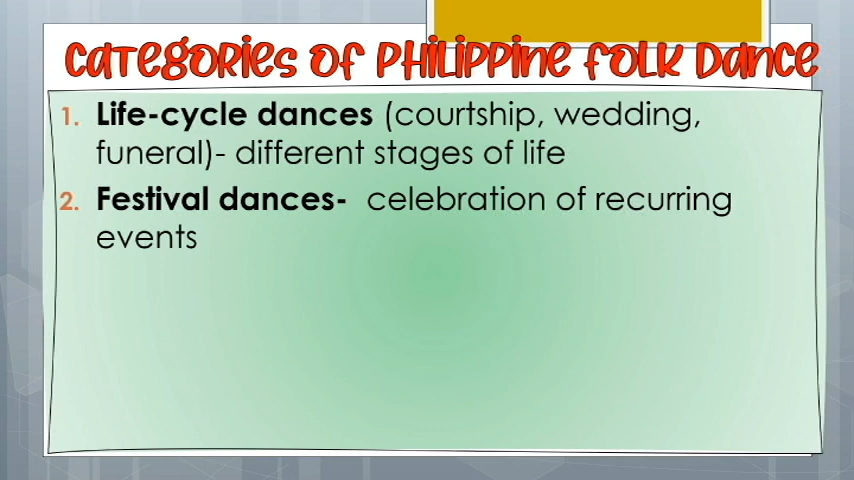 Categories of Philippine Folk Dance
1. Life-cycle dances (courtship, wedding,
funeral)- different stages of life
2. Festival dances- celebration of recurring
events